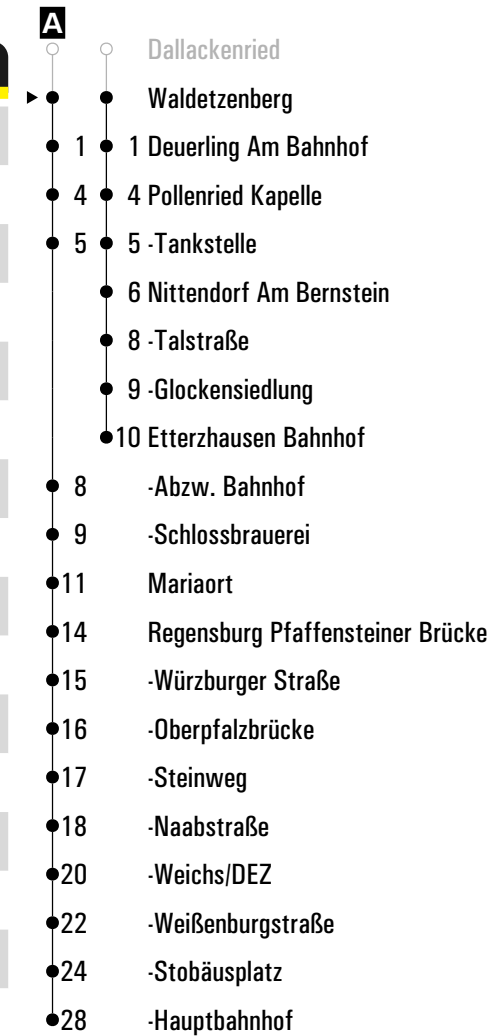 A
Dallackenried
Waldetzenberg
1 1 Deuerling Am Bahnhof
4 4 Pollenried Kapelle
5 5 -Tankstelle
6 Nittendorf Am Bernstein
8 -Talstraße
9 -Glockensiedlung
10 Etterzhausen Bahnhof
8 -Abzw. Bahnhof
9 -Schlossbrauerei
11 Mariaort
14 Regensburg Pfaffensteiner Brücke
15 -Würzburger Straße
16 -Oberpfalzbrücke
17 -Steinweg
18 -Naabstraße
20 -Weichs/DEZ
22 -Weißenburgstraße
24 -Stobäusplatz
28 -Hauptbahnhof